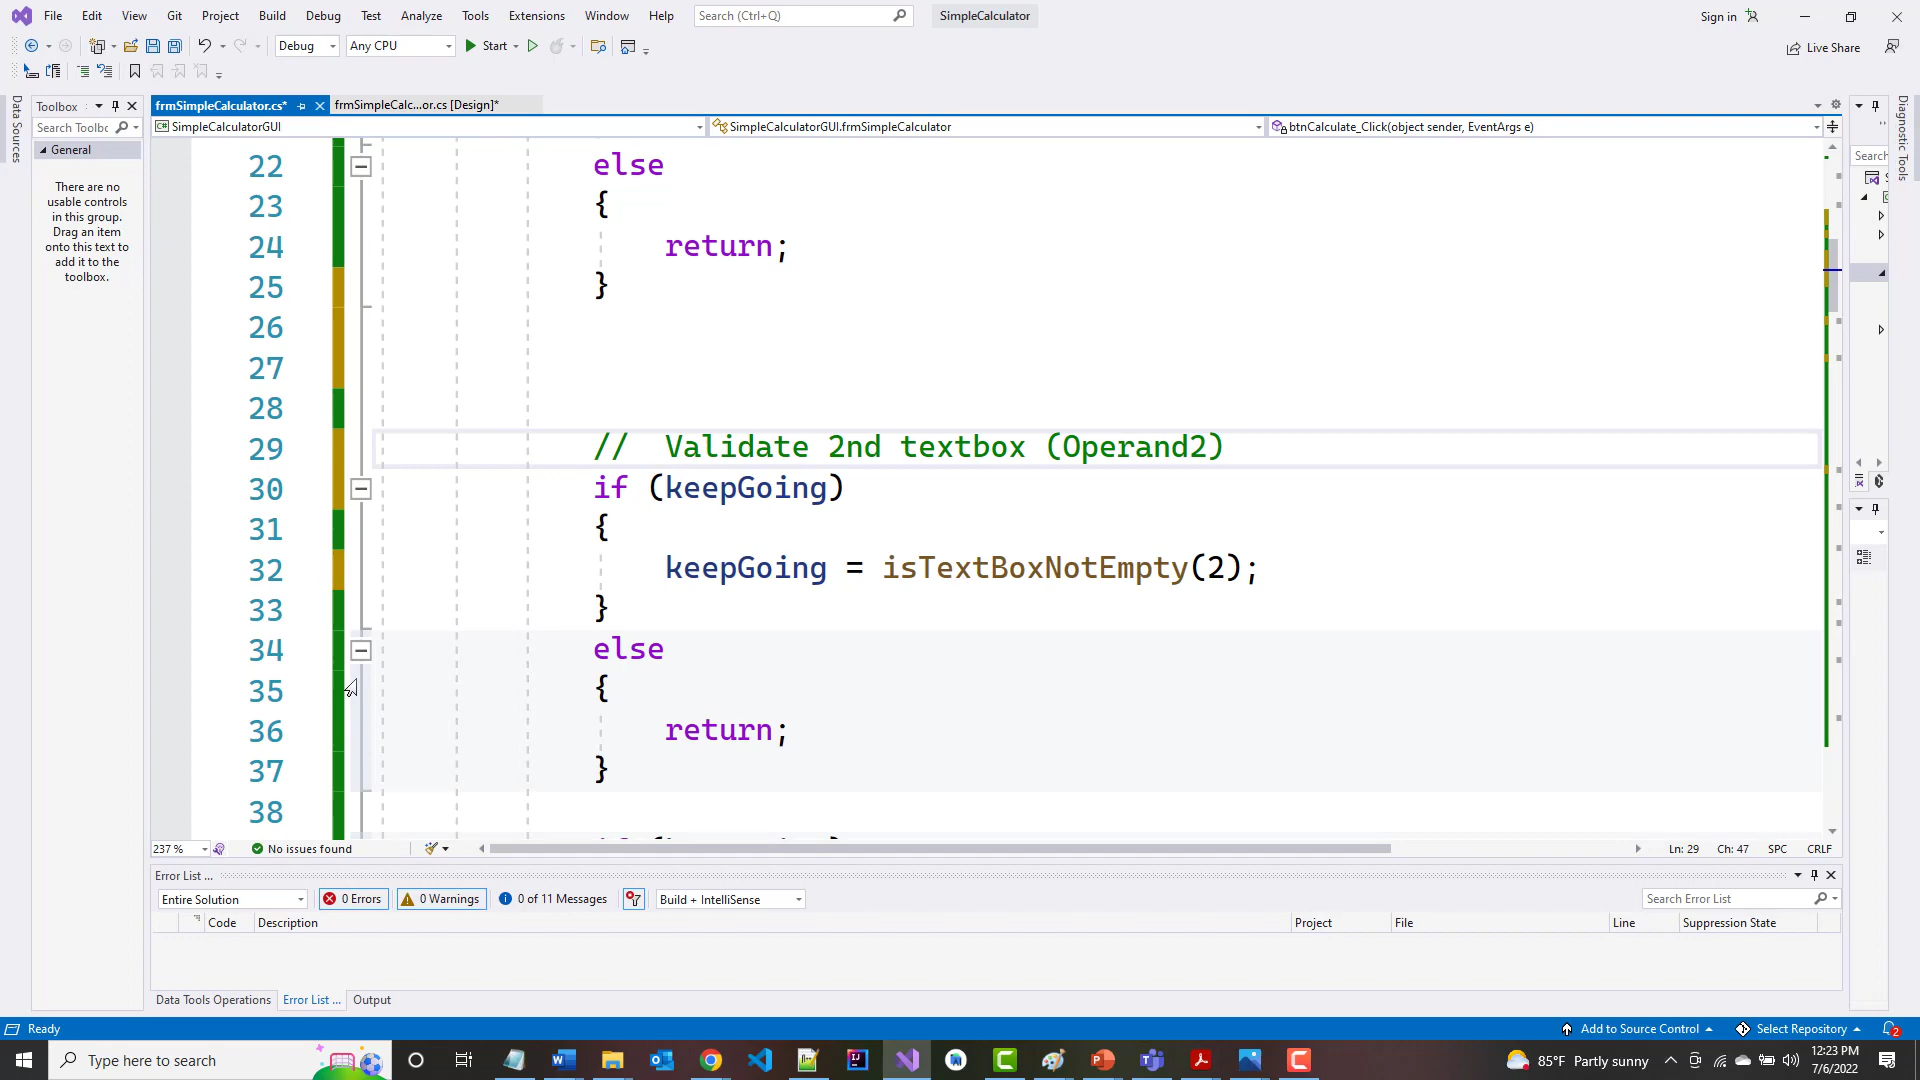 File Edit View Git Project Build Debug Test Analyze Tools Extensions Window Help Search (Ctrl+Q) SimpleCalculator Sign in
Debug Any CPU Start Live Share
Data Sources
Toolbox
Search Toolbo
General
There are no
usable controls
in this group.
Drag an item
onto this text to
add it to the
toolbox.
frmSimpleCalculator.cs* frmSimpleCalc...or.cs [Design]*
SimpleCalculatorGUI SimpleCalculatorGUI.frmSimpleCalculator btnCalculate_Click(object sender, EventArgs e)
Search
Diagnostic Tools
22 else
23 {
24 return;
25 }
26
27
28
29 //  Validate 2nd textbox (Operand2)
30 if (keepGoing)
31 {
32 keepGoing = isTextBoxNotEmpty(2);
33 }
34 else
35 {
36 return;
37 }
38
237 % No issues found Ln: 29 Ch: 47 SPC CRLF
Error List ...
Entire Solution 0 Errors 0 Warnings 0 of 11 Messages Build + IntelliSense Search Error List
Code Description Project File Line Suppression State
Data Tools Operations Error List ... Output
Ready Add to Source Control Select Repository 2
Type here to search 85°F Partly sunny 12:23 PM
7/6/2022